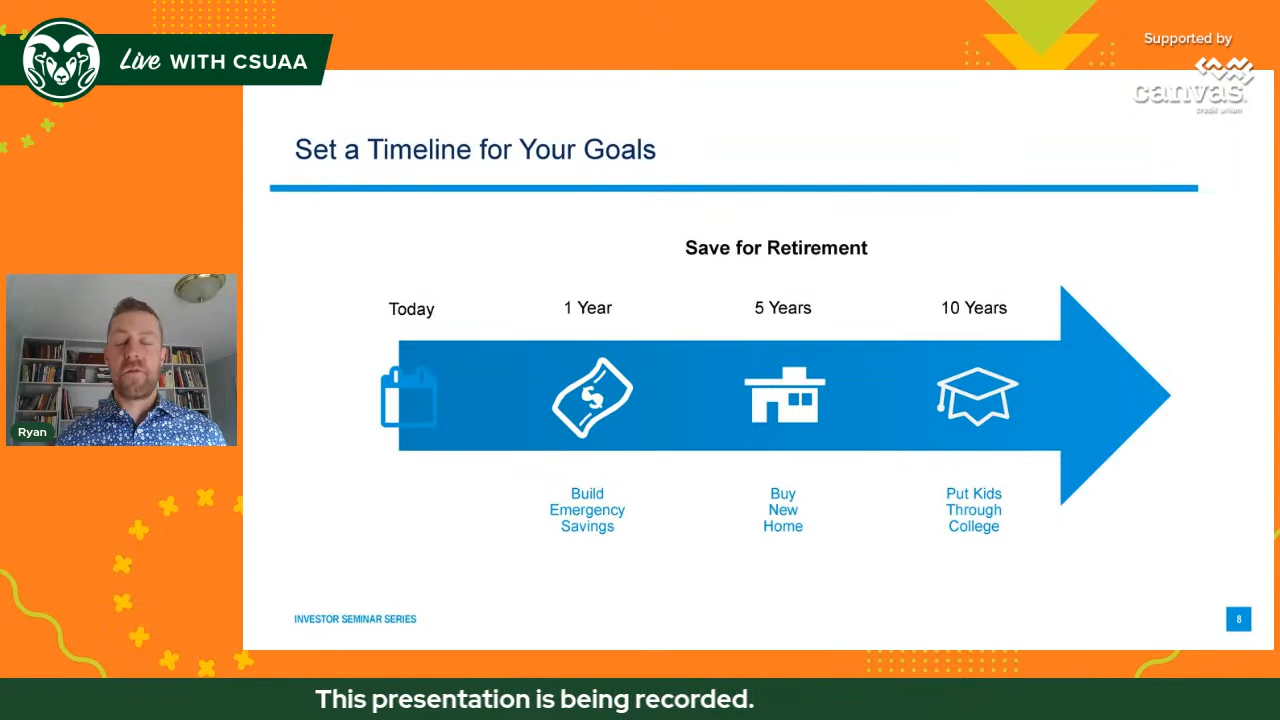 Live WITH CSUAA
Supported by
canvas
credit union
Set a Timeline for Your Goals
Save for Retirement
Today
1 Year
5 Years
10 Years
Ryan
Build
Emergency
Savings
Buy
New
Home
Put Kids
Through
College
INVESTOR SEMINAR SERIES
8
This presentation is being recorded.